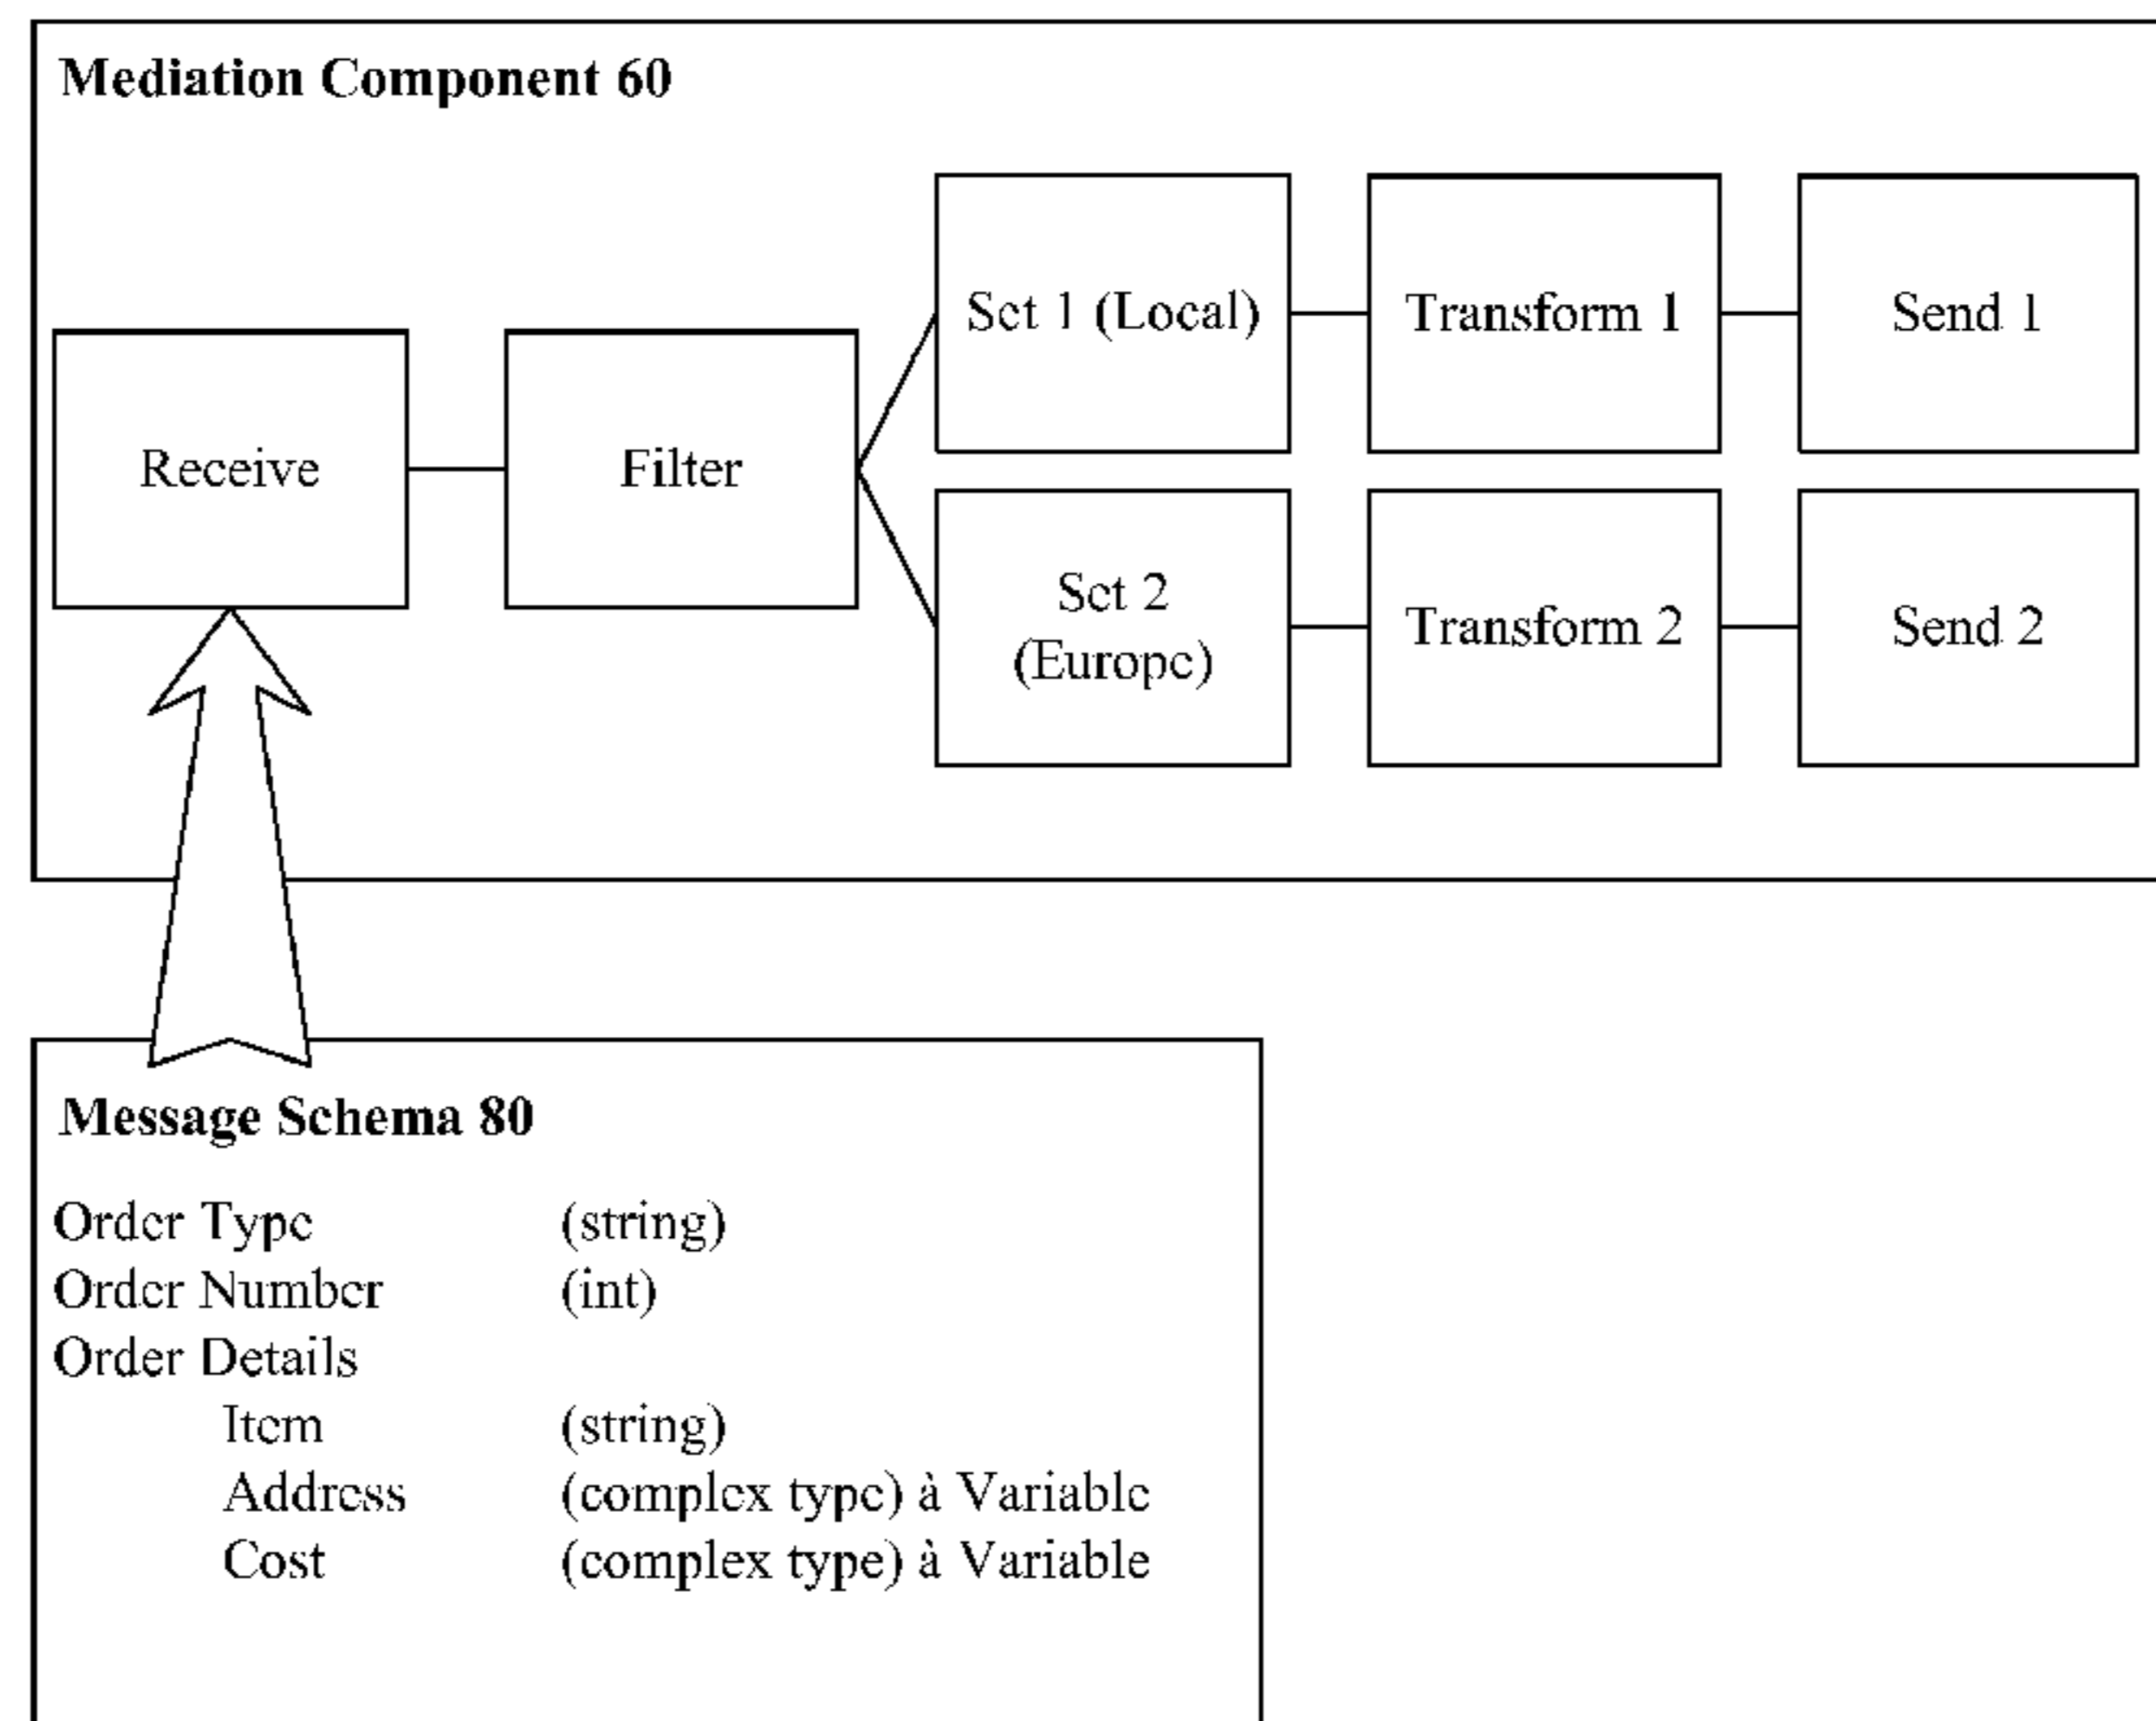 Mediation Component 60
Set 1 (Local)
Transform 1
Send 1
Receive
Filter
Set 2
(Europe)
Transform 2
Send 2
Message Schema 80
Order Type (string)
Order Number (int)
Order Details
Item (string)
Address (complex type) à Variable
Cost (complex type) à Variable